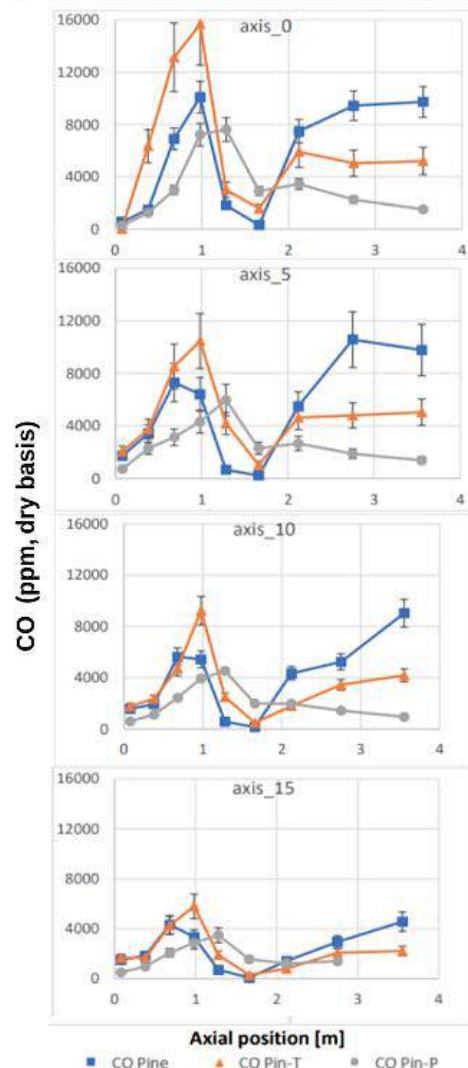 16000
axis_0
12000
8000
4000
0
0 1 2 3 4
16000
axis_5
12000
8000
4000
0
0 1 2 3 4
CO (ppm, dry basis)
16000
axis_10
12000
8000
4000
0
0 1 2 3 4
16000
axis_15
12000
8000
4000
0
0 1 2 3 4
Axial position [m]
CO Pine CO Pin-T CO Pin-P